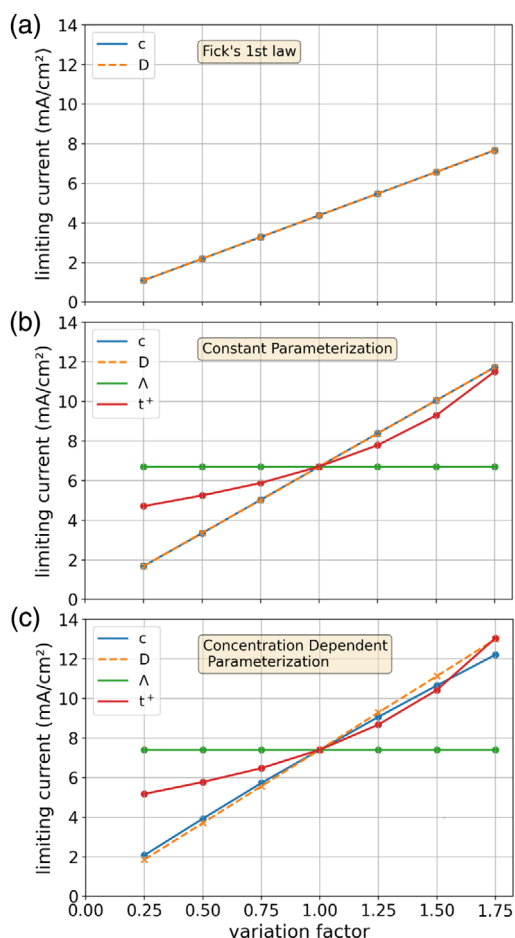 (a)
c
D
Fick's 1st law
14
12
10
8
6
4
2
0
limiting current (mA/cm²)
(b)
c
D
Λ
t⁺
Constant Parameterization
14
12
10
8
6
4
2
0
limiting current (mA/cm²)
(c)
c
D
Λ
t⁺
Concentration Dependent
Parameterization
14
12
10
8
6
4
2
0
limiting current (mA/cm²)
0.00 0.25 0.50 0.75 1.00 1.25 1.50 1.75
variation factor